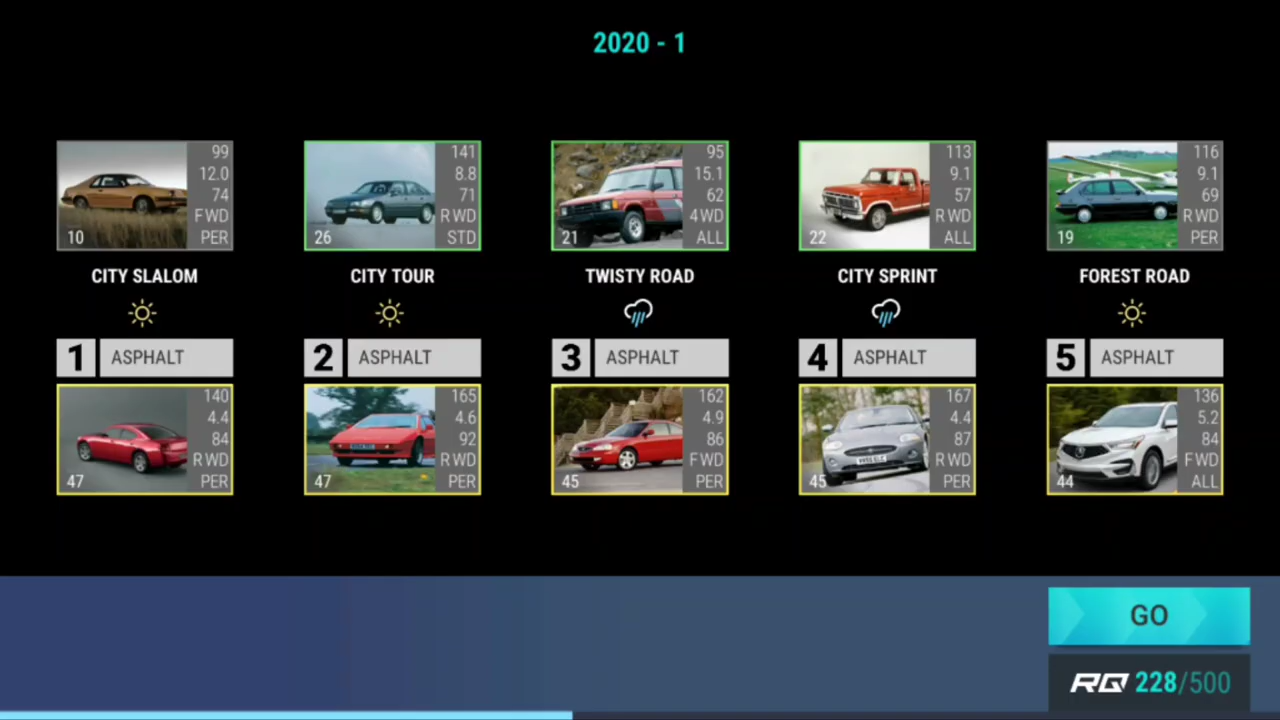 2020 - 1
99
12.0
74
FWD
PER
10
141
8.8
71
RWD
STD
26
95
15.1
62
4WD
ALL
21
113
9.1
57
RWD
ALL
22
116
9.1
69
RWD
PER
19
CITY SLALOM
CITY TOUR
TWISTY ROAD
CITY SPRINT
FOREST ROAD
1 ASPHALT
2 ASPHALT
3 ASPHALT
4 ASPHALT
5 ASPHALT
140
4.4
84
RWD
PER
47
165
4.6
92
RWD
PER
47
162
4.9
86
FWD
PER
45
167
4.4
87
RWD
PER
45
136
5.2
84
FWD
ALL
44
GO
RQ 228/500